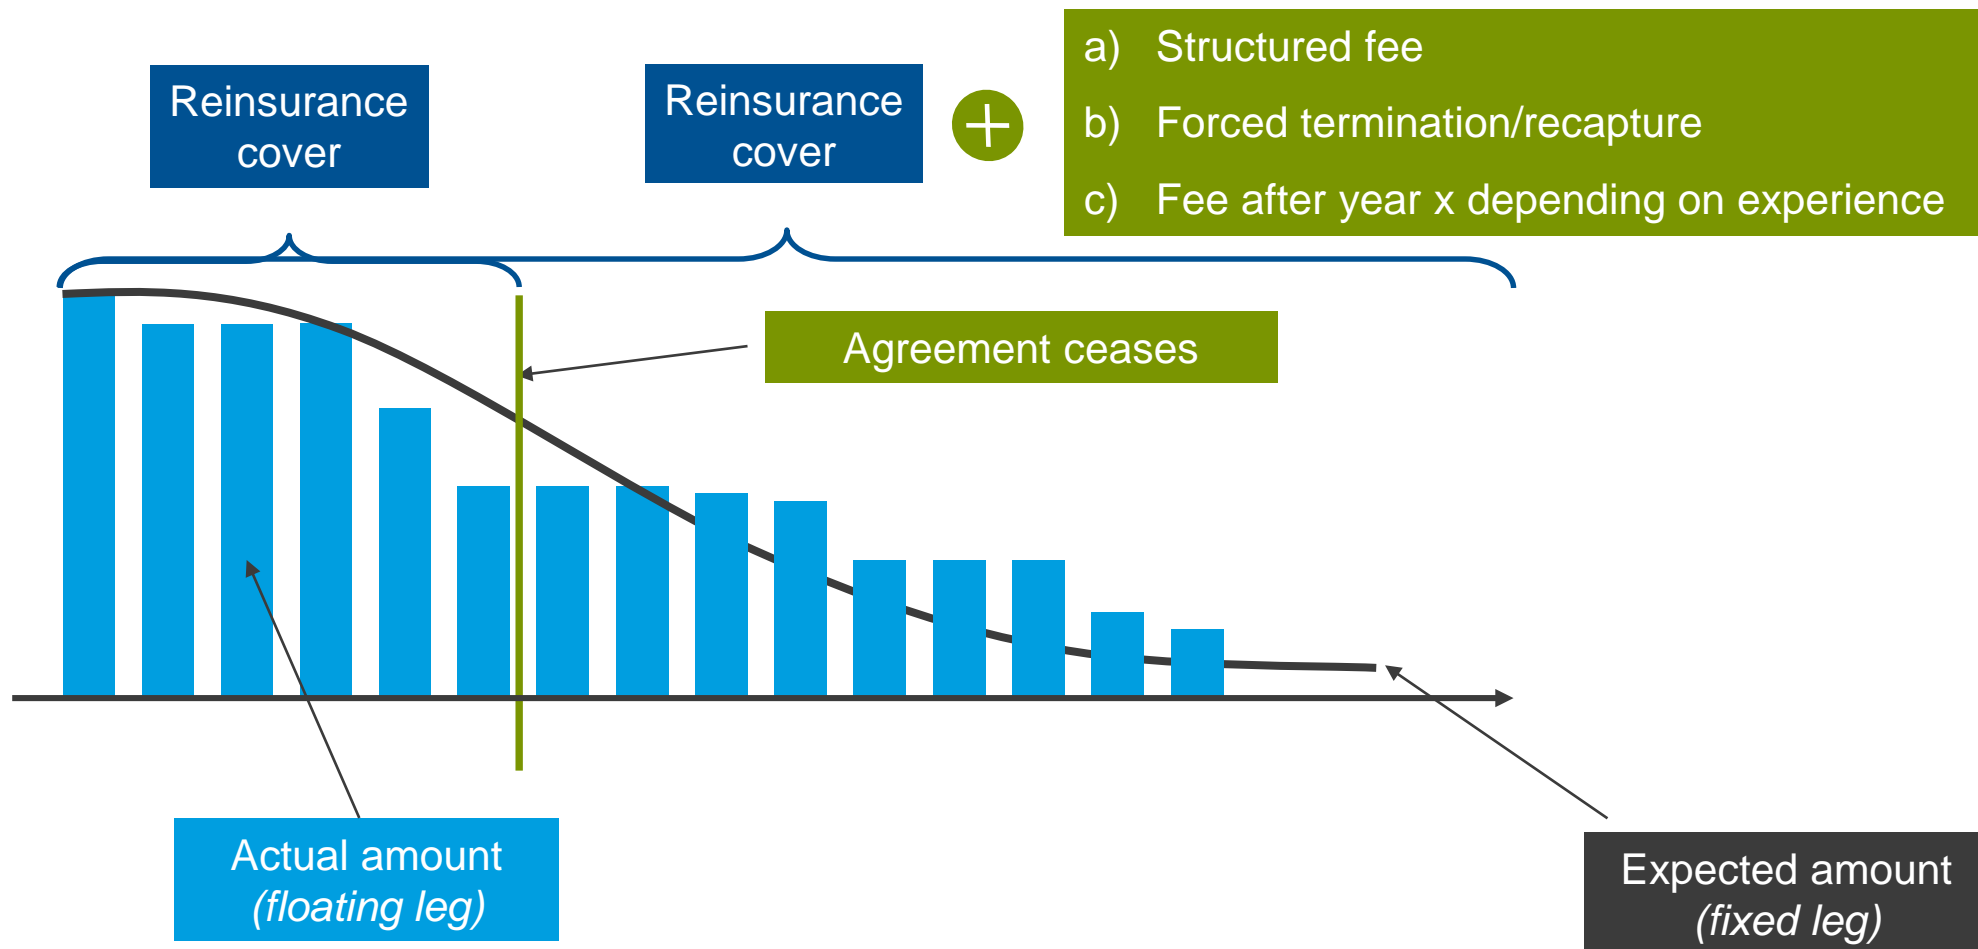 Reinsurance
cover
Reinsurance
cover
a) Structured fee
b) Forced termination/recapture
c) Fee after year x depending on experience
Agreement ceases
Actual amount
(floating leg)
Expected amount
(fixed leg)